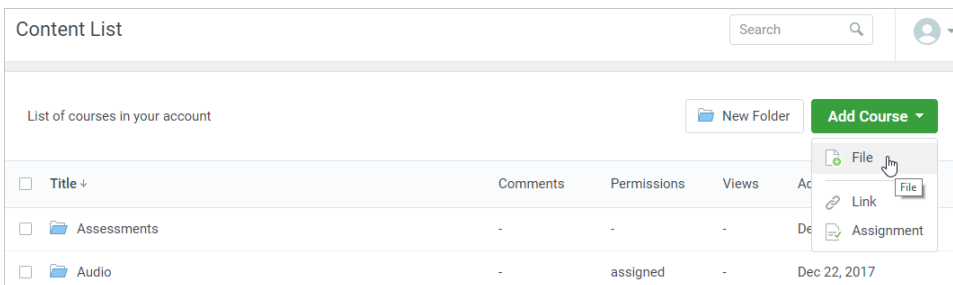 Content List
Search
List of courses in your account
New Folder
Add Course
File
File
Link
Assignment
Title Comments Permissions Views
Assessments - - -
Audio - assigned - Dec 22, 2017